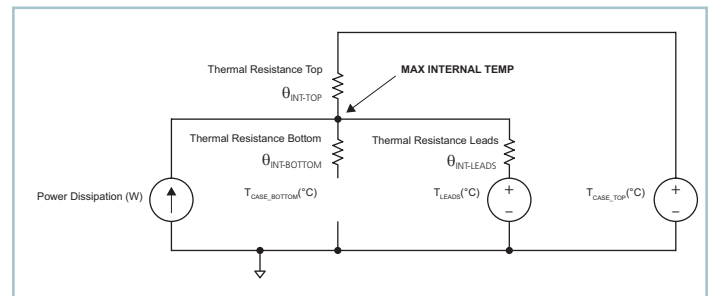 Thermal Resistance Top
MAX INTERNAL TEMP
θINT-TOP
Thermal Resistance Bottom
Thermal Resistance Leads
θINT-BOTTOM
θINT-LEADS
Power Dissipation (W)
TCASE_BOTTOM(°C)
TLEADS(°C)
TCASE_TOP(°C)
+
–
+
–